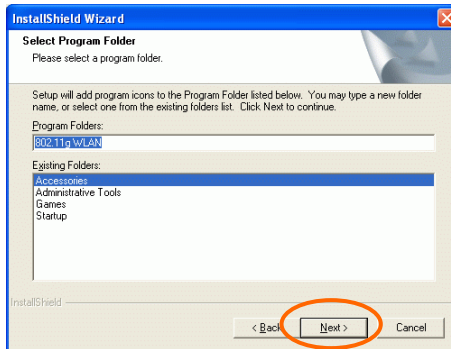 InstallShield Wizard
Select Program Folder
Please select a program folder.
Setup will add program icons to the Program Folder listed below. You may type a new folder
name, or select one from the existing folders list. Click Next to continue.
Program Folders:
802.11g WLAN
Existing Folders:
Accessories
Administrative Tools
Games
Startup
InstallShield
< Back
Next >
Cancel